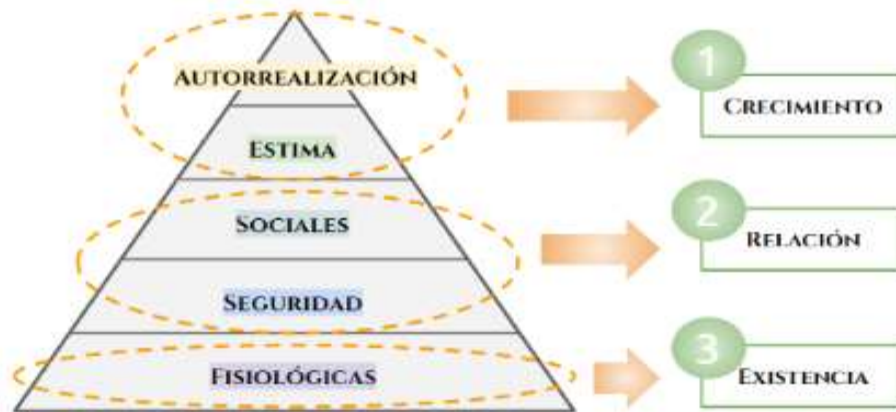 AUTORREALIZACIÓN
ESTIMA
SOCIALES
SEGURIDAD
FISIOLÓGICAS
1
CRECIMIENTO
2
RELACIÓN
3
EXISTENCIA